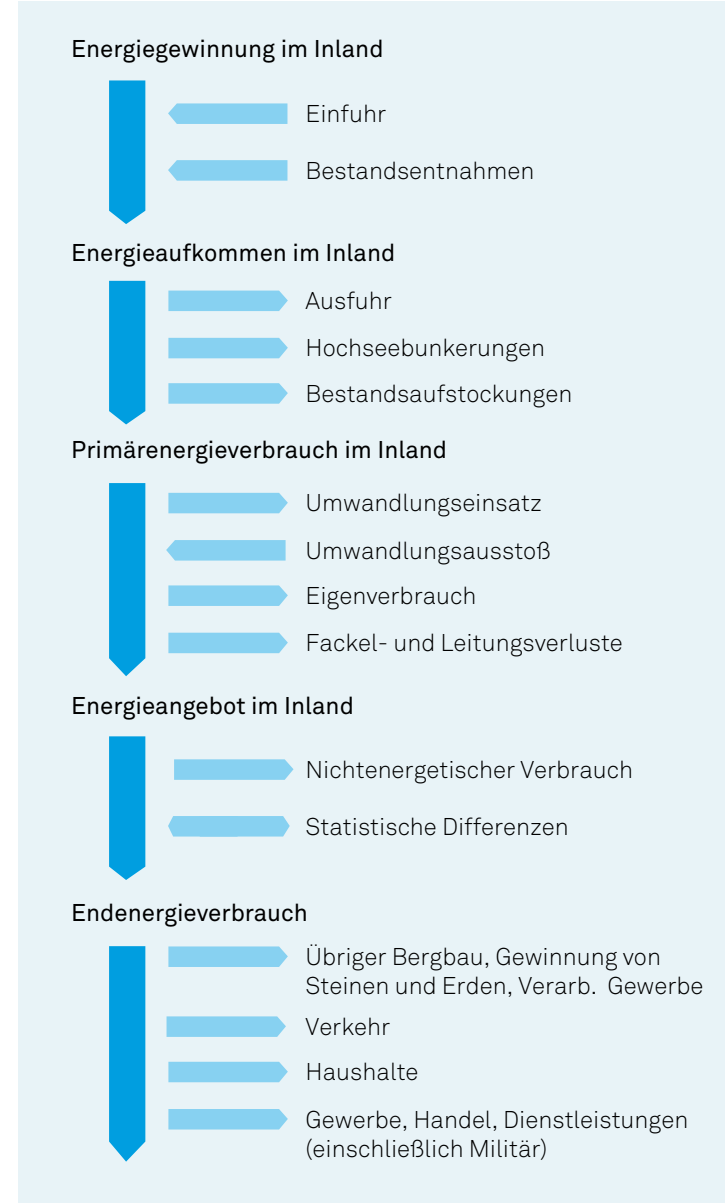 Energiegewinnung im Inland
Einfuhr
Bestandsentnahmen
Energieaufkommen im Inland
Ausfuhr
Hochseebunkerungen
Bestandsaufstockungen
Primärenergieverbrauch im Inland
Umwandlungseinsatz
Umwandlungsausstoß
Eigenverbrauch
Fackel- und Leitungsverluste
Energieangebot im Inland
Nichtenergetischer Verbrauch
Statistische Differenzen
Endenergieverbrauch
Übriger Bergbau, Gewinnung von
Steinen und Erden, Verarb. Gewerbe
Verkehr
Haushalte
Gewerbe, Handel, Dienstleistungen
(einschließlich Militär)